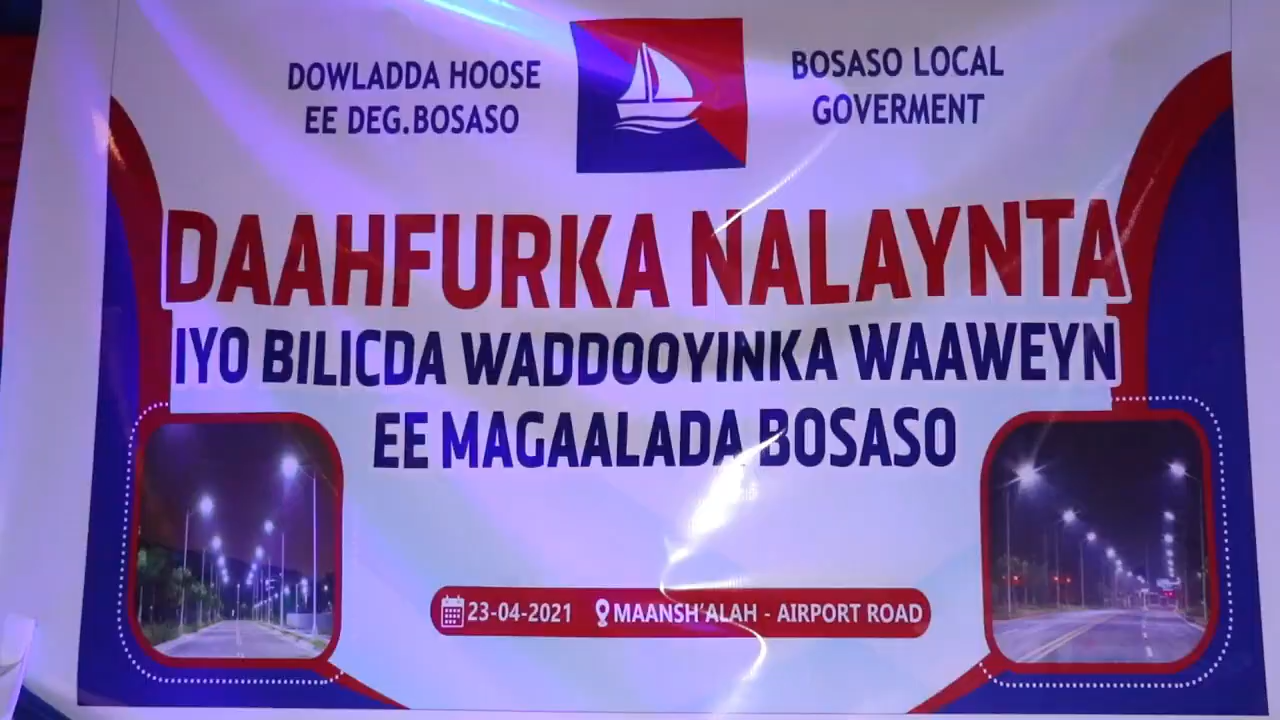 DOWLADDA HOOSE
EE DEG.BOSASO
BOSASO LOCAL
GOVERMENT
DAAHFURKA NALAYNTA
IYO BILICDA WADDOOYINKA WAAWEYN
EE MAGAALADA BOSASO
23-04-2021 MAANSH'ALAH - AIRPORT ROAD